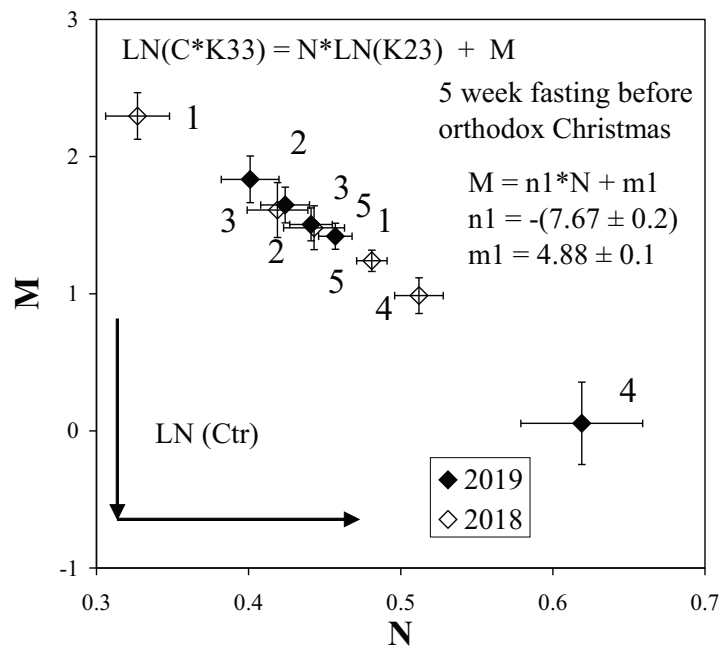 3
LN(C*K33) = N*LN(K23) + M
5 week fasting before
orthodox Christmas
1
2
2
M = n1*N + m1
3
n1 = -(7.67 ± 0.2)
5
1
3
2
m1 = 4.88 ± 0.1
5
1
4
M
4
0
LN (Ctr)
2019
2018
-1
0.3
0.4
0.5
0.6
0.7
N